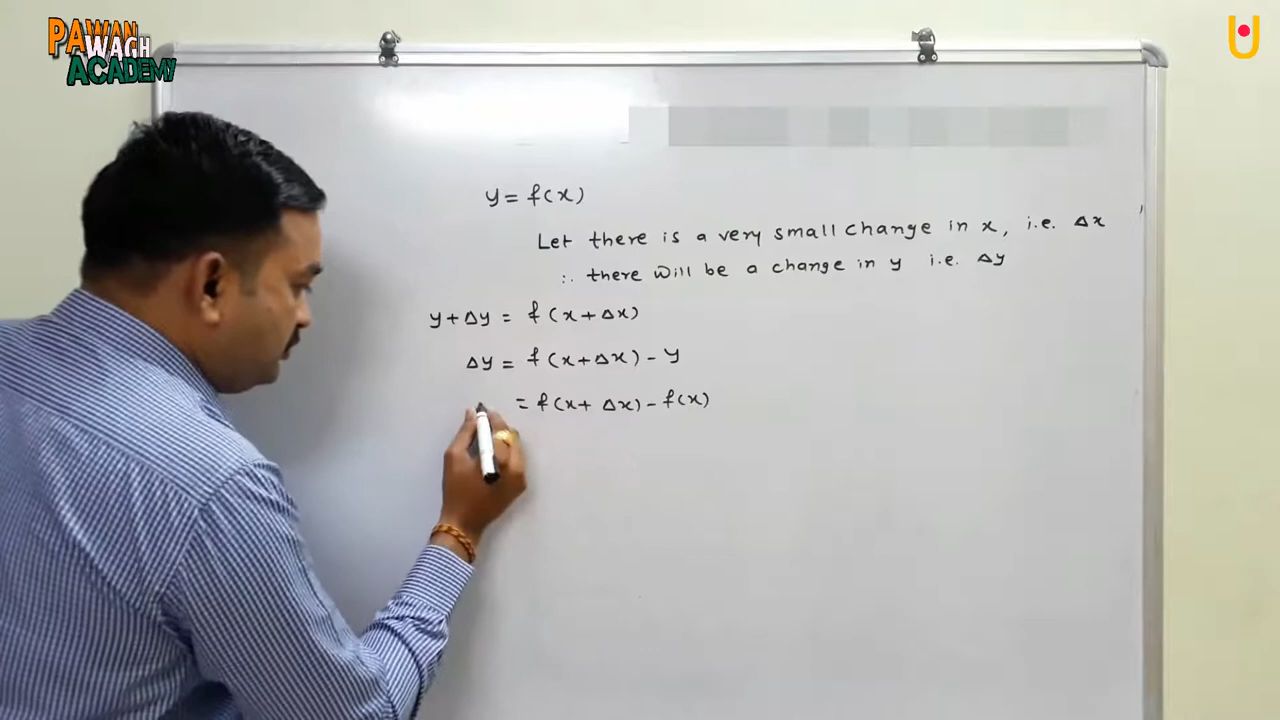 PAWAN
WAGH
ACADEMY
y = f(x)
Let there is a very small change in x, i.e. Δx
∴ there will be a change in y i.e. Δy
y + Δy = f(x + Δx)
Δy = f(x + Δx) - y
= f(x + Δx) - f(x)